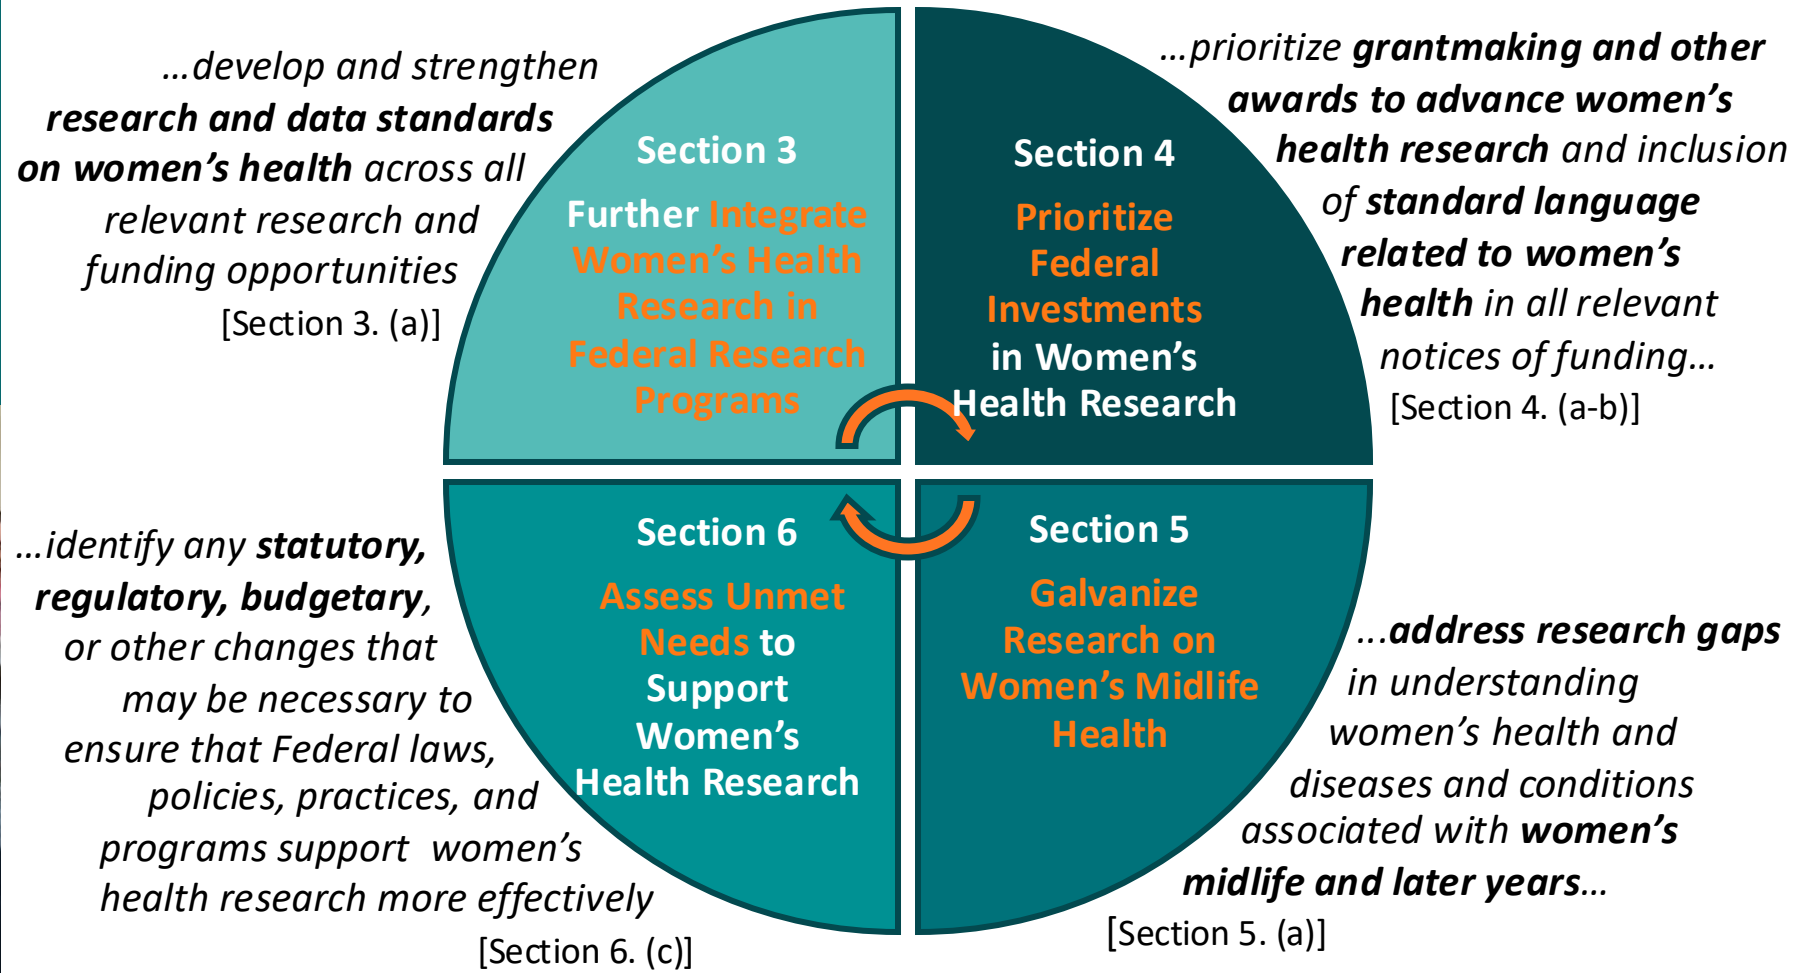 …develop and strengthen
research and data standards
on women’s health across all
relevant research and
funding opportunities
[Section 3. (a)]
Section 3
Further Integrate
Women’s Health
Research in
Federal Research
Programs
Section 4
Prioritize
Federal
Investments
in Women’s
Health Research
…prioritize grantmaking and other
awards to advance women’s
health research and inclusion
of standard language
related to women’s
health in all relevant
notices of funding…
[Section 4. (a-b)]
…identify any statutory,
regulatory, budgetary,
or other changes that
may be necessary to
ensure that Federal laws,
policies, practices, and
programs support  women’s
health research more effectively
[Section 6. (c)]
Section 6
Assess Unmet
Needs to
Support
Women’s
Health Research
Section 5
Galvanize
Research on
Women’s Midlife
Health
…address research gaps
in understanding
women’s health and
diseases and conditions
associated with women’s
midlife and later years…
[Section 5. (a)]